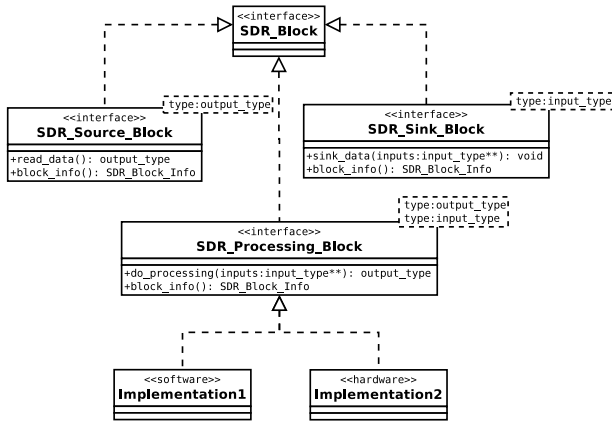 <<interface>>
SDR_Block
type:output_type
<<interface>>
SDR_Source_Block
+read_data(): output_type
+block_info(): SDR_Block_Info
type:input_type
<<interface>>
SDR_Sink_Block
+sink_data(inputs:input_type**): void
+block_info(): SDR_Block_Info
type:output_type
type:input_type
<<interface>>
SDR_Processing_Block
+do_processing(inputs:input_type**): output_type
+block_info(): SDR_Block_Info
<<software>>
Implementation1
<<hardware>>
Implementation2